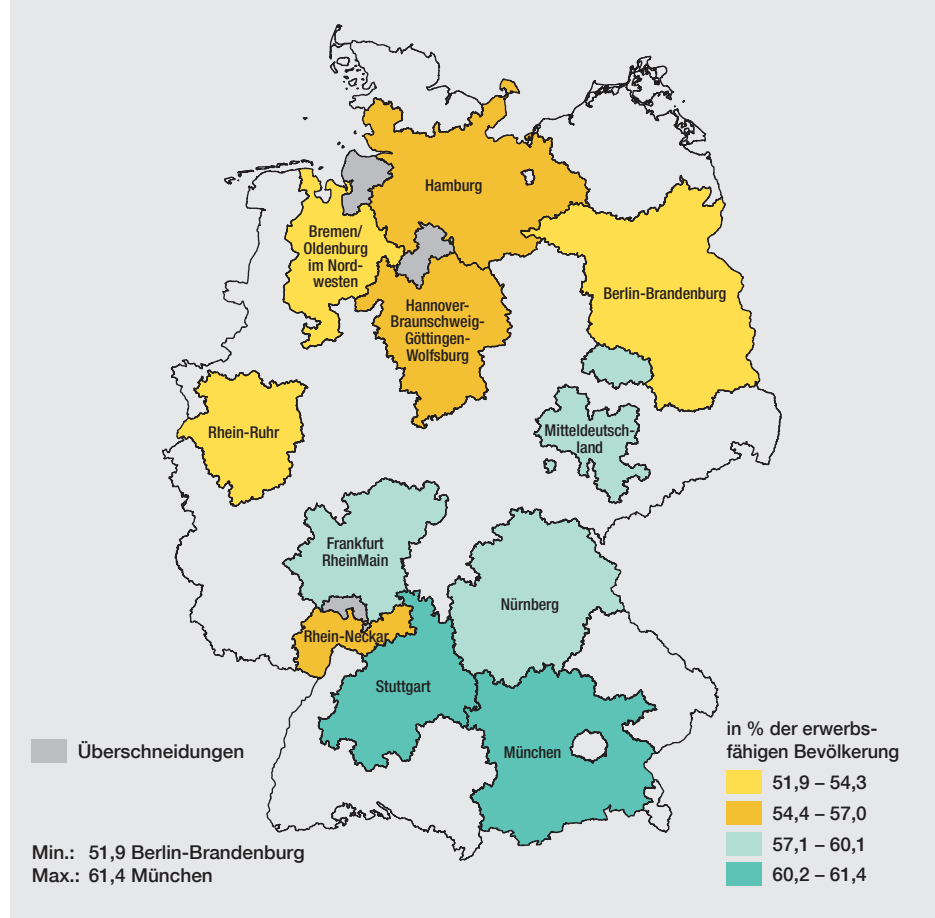 Hamburg
Bremen/
Oldenburg
im Nord-
westen
Berlin-Brandenburg
Hannover-
Braunschweig-
Göttingen-
Wolfsburg
Rhein-Ruhr
Mitteldeutsch-
land
Frankfurt
RheinMain
Nürnberg
Rhein-Neckar
Stuttgart
München
Überschneidungen
in % der erwerbs-
fähigen Bevölkerung
51,9 – 54,3
54,4 – 57,0
57,1 – 60,1
60,2 – 61,4
Min.: 51,9 Berlin-Brandenburg
Max.: 61,4 München